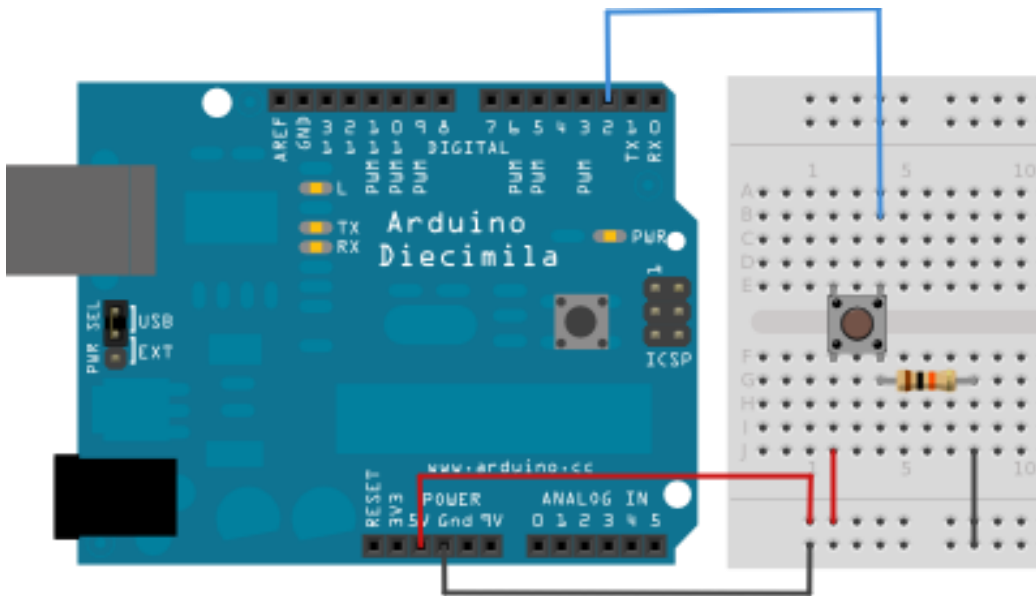 AREF
GND
13
12
11
10
9
8
7
6
5
4
3
2
TX 1
RX 0
DIGITAL
PWM
PWM
PWM
PWM
PWM
PWM
L
TX
RX
Arduino
Diecimila
PWR
1
ICSP
PWR SEL
USB
EXT
www.arduino.cc
POWER
ANALOG IN
RESET
3V3
5V
Gnd
9V
0 1 2 3 4 5
1 5 10
A
B
C
D
E
F
G
H
I
J
1 5 10